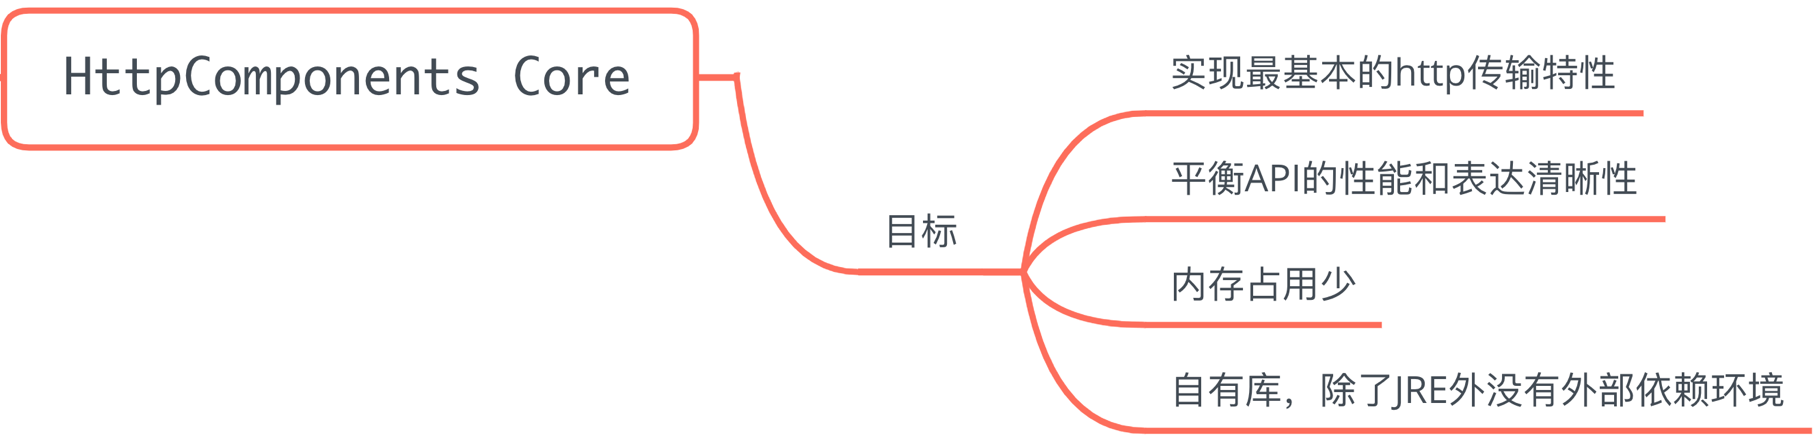 HttpComponents Core
目标
实现最基本的http传输特性
平衡API的性能和表达清晰性
内存占用少
自有库，除了JRE外没有外部依赖环境